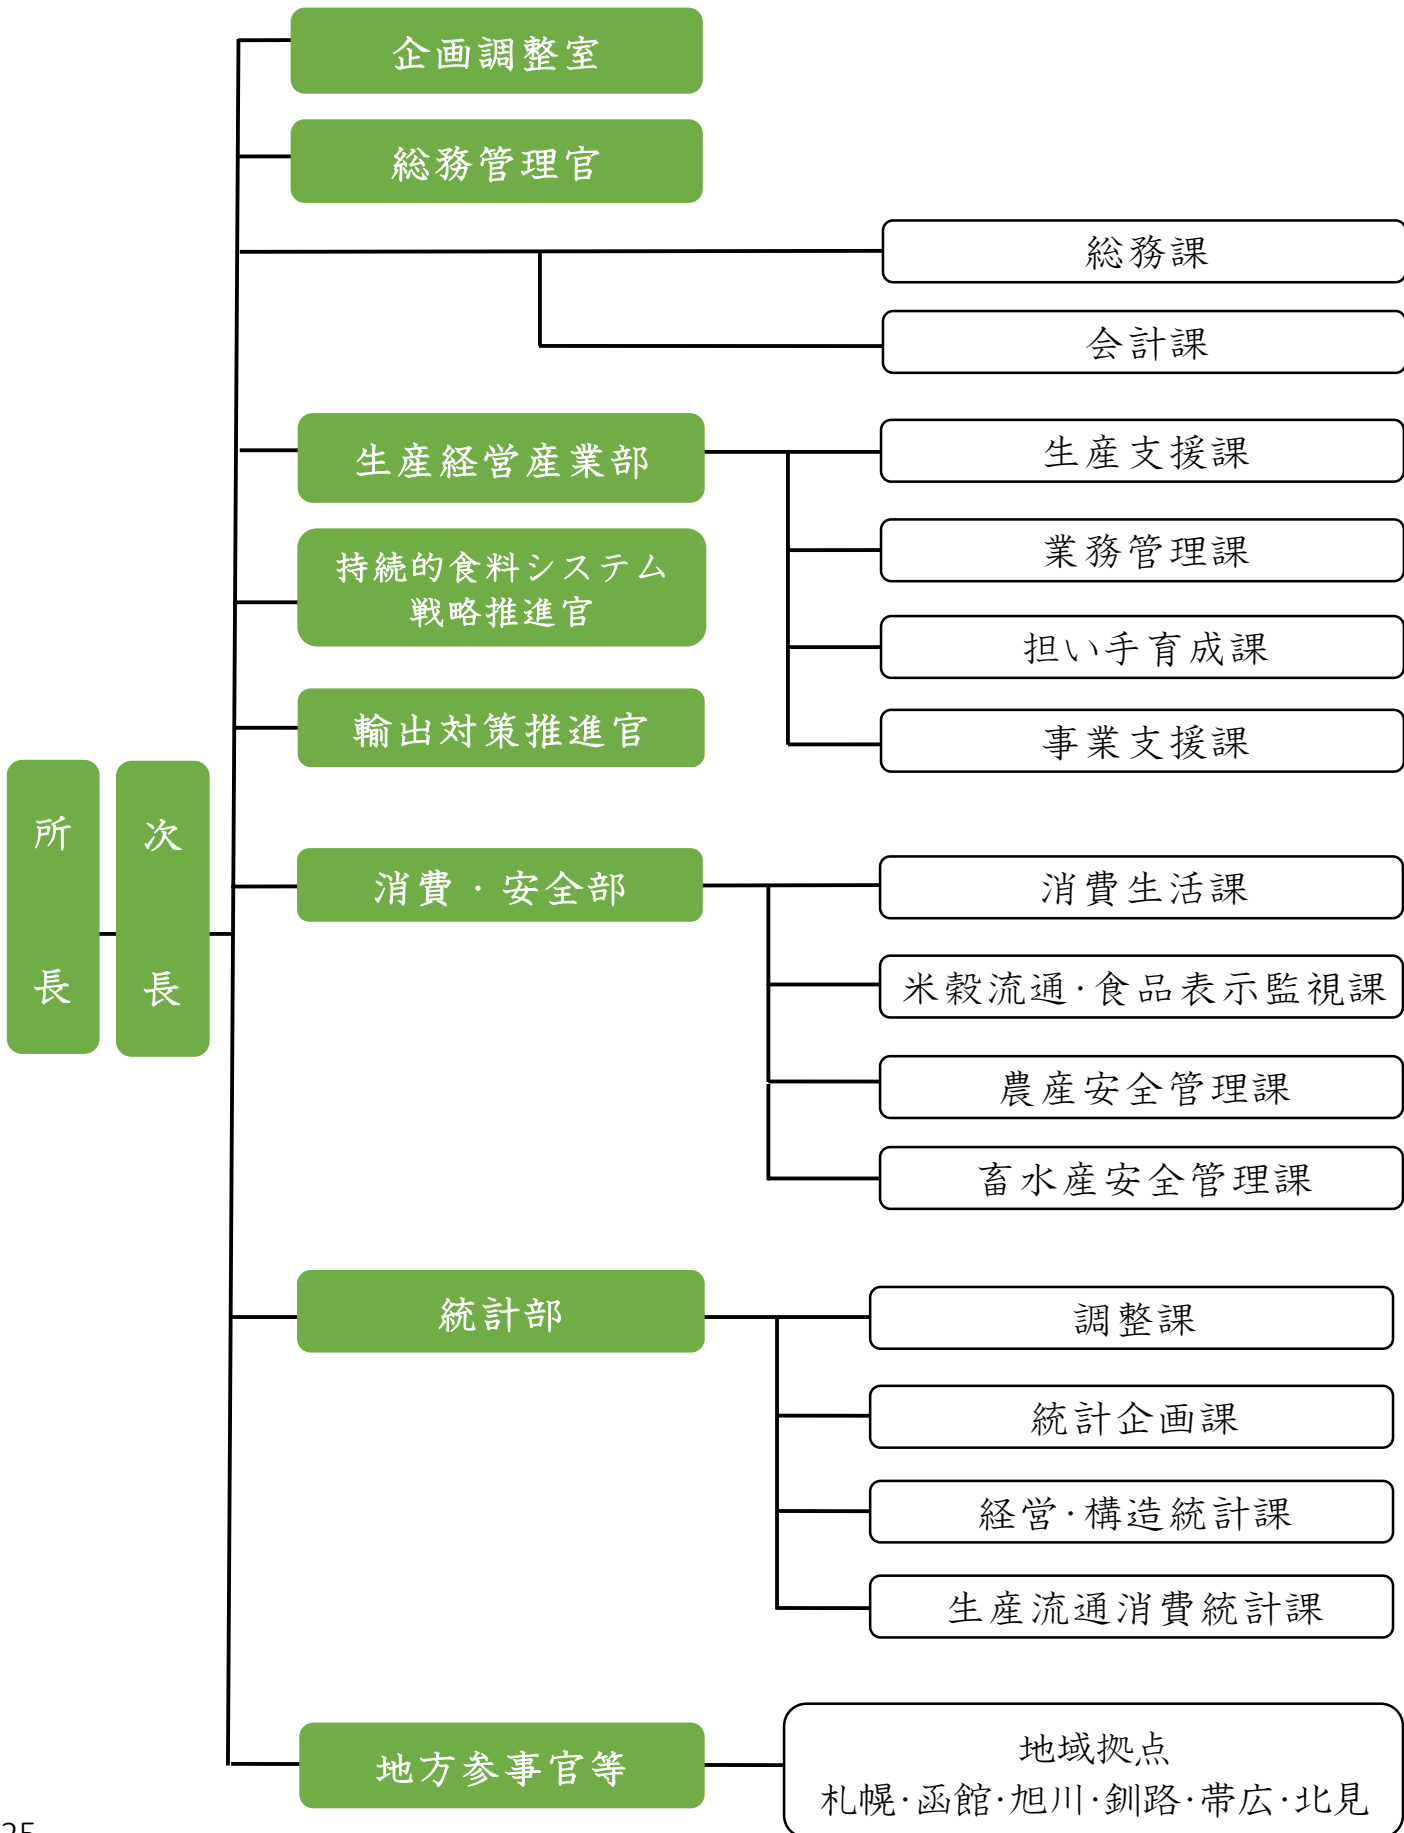 企画調整室
総務管理官
総務課
会計課
生産経営産業部
生産支援課
業務管理課
持続的食料システム
戦略推進官
担い手育成課
輸出対策推進官
事業支援課
所長
次長
消費・安全部
消費生活課
米穀流通・食品表示監視課
農産安全管理課
畜水産安全管理課
統計部
調整課
統計企画課
経営・構造統計課
生産流通消費統計課
地方参事官等
地域拠点
札幌・函館・旭川・釧路・帯広・北見